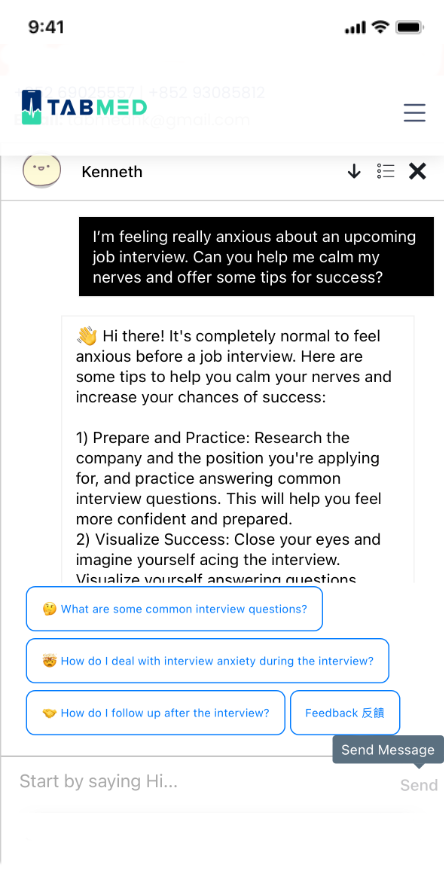 9:41
+852 69025557 | +852 93085812
TABMED
@gmail.com
Kenneth
I'm feeling really anxious about an upcoming
job interview. Can you help me calm my
nerves and offer some tips for success?
👋 Hi there! It's completely normal to feel
anxious before a job interview. Here are
some tips to help you calm your nerves and
increase your chances of success:
1) Prepare and Practice: Research the
company and the position you're applying
for, and practice answering common
interview questions. This will help you feel
more confident and prepared.
2) Visualize Success: Close your eyes and
imagine yourself acing the interview.
Visualize yourself answering questions
🤔 What are some common interview questions?
🤯 How do I deal with interview anxiety during the interview?
🤝 How do I follow up after the interview?
Feedback 反饋
Send Message
Start by saying Hi...
Send